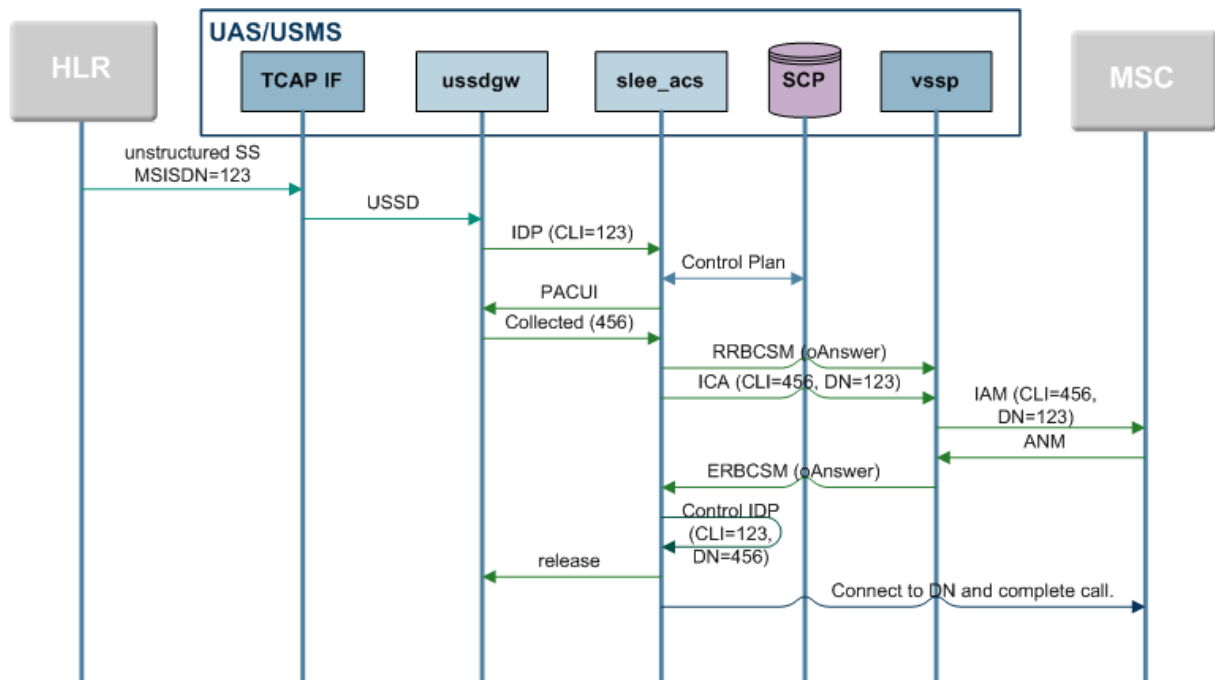 UAS/USMS
HLR
TCAP IF
ussdgw
slee_acs
SCP
vssp
MSC
unstructured SS
MSISDN=123
USSD
IDP (CLI=123)
Control Plan
PACUI
Collected (456)
RRBCSM (oAnswer)
ICA (CLI=456, DN=123)
IAM (CLI=456,
DN=123)
ANM
ERBCSM (oAnswer)
Control IDP
(CLI=123,
DN=456)
release
Connect to DN and complete call.